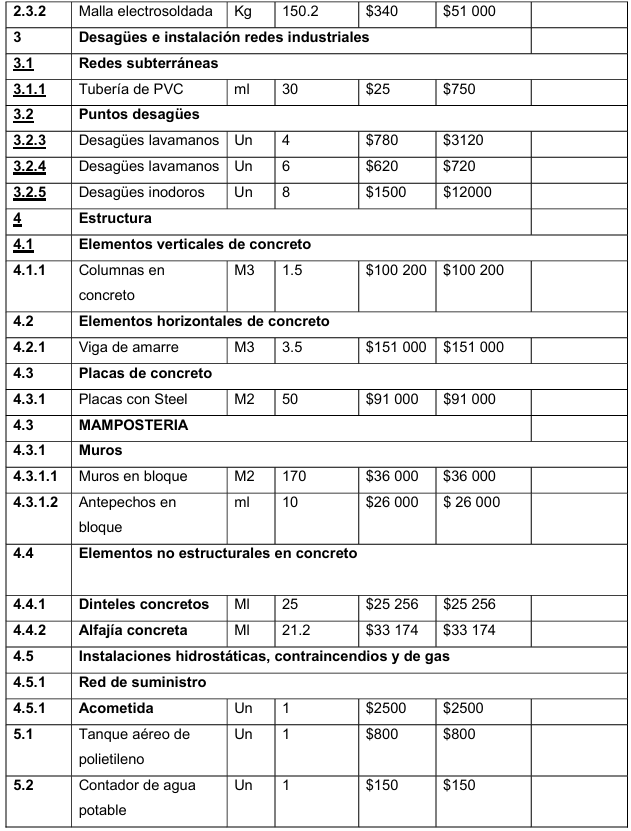 2.3.2 Malla electrosoldada Kg 150.2 $340 $51 000
3 Desagües e instalación redes industriales
3.1 Redes subterráneas
3.1.1 Tubería de PVC ml 30 $25 $750
3.2 Puntos desagües
3.2.3 Desagües lavamanos Un 4 $780 $3120
3.2.4 Desagües lavamanos Un 6 $620 $720
3.2.5 Desagües inodoros Un 8 $1500 $12000
4 Estructura
4.1 Elementos verticales de concreto
4.1.1 Columnas en M3 1.5 $100 200 $100 200
concreto
4.2 Elementos horizontales de concreto
4.2.1 Viga de amarre M3 3.5 $151 000 $151 000
4.3 Placas de concreto
4.3.1 Placas con Steel M2 50 $91 000 $91 000
4.3 MAMPOSTERIA
4.3.1 Muros
4.3.1.1 Muros en bloque M2 170 $36 000 $36 000
4.3.1.2 Antepechos en ml 10 $26 000 $ 26 000
bloque
4.4 Elementos no estructurales en concreto
4.4.1 Dinteles concretos Ml 25 $25 256 $25 256
4.4.2 Alfajía concreta Ml 21.2 $33 174 $33 174
4.5 Instalaciones hidrostáticas, contraincendios y de gas
4.5.1 Red de suministro
4.5.1 Acometida Un 1 $2500 $2500
5.1 Tanque aéreo de Un 1 $800 $800
polietileno
5.2 Contador de agua Un 1 $150 $150
potable